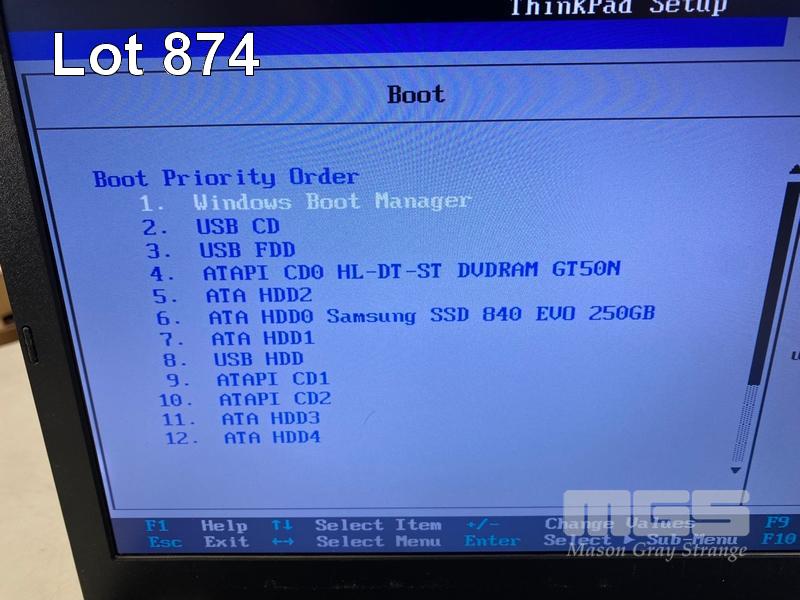 ThinkPad Setup
Lot 874
Boot
Boot Priority Order
1. Windows Boot Manager
2. USB CD
3. USB FDD
4. ATAPI CD0 HL-DT-ST DVDRAM GT50N
5. ATA HDD2
6. ATA HDD0 Samsung SSD 840 EVO 250GB
7. ATA HDD1
8. USB HDD
9. ATAPI CD1
10. ATAPI CD2
11. ATA HDD3
12. ATA HDD4
F1 Help ↑↓ Select Item +/- Change Values F9
Esc Exit ↔ Select Menu Enter Select ▶ Sub-Menu F10
MGS
Mason Gray Strange